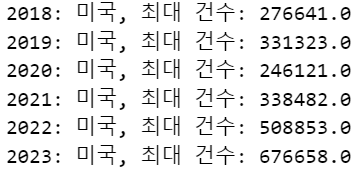 2018: 미국, 최대 건수: 276641.0
2019: 미국, 최대 건수: 331323.0
2020: 미국, 최대 건수: 246121.0
2021: 미국, 최대 건수: 338482.0
2022: 미국, 최대 건수: 508853.0
2023: 미국, 최대 건수: 676658.0